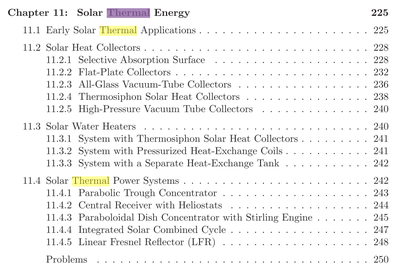 Chapter 11: Solar Thermal Energy 225
11.1 Early Solar Thermal Applications . . . . . . . . . . . . . . . . . . . . . . . . 225
11.2 Solar Heat Collectors . . . . . . . . . . . . . . . . . . . . . . . . . . . . . . . 228
11.2.1 Selective Absorption Surface . . . . . . . . . . . . . . . . . . . . . . 228
11.2.2 Flat-Plate Collectors . . . . . . . . . . . . . . . . . . . . . . . . . . . 232
11.2.3 All-Glass Vacuum-Tube Collectors . . . . . . . . . . . . . . . . . . 236
11.2.4 Thermosiphon Solar Heat Collectors . . . . . . . . . . . . . . . . . 238
11.2.5 High-Pressure Vacuum Tube Collectors . . . . . . . . . . . . . . . 240
11.3 Solar Water Heaters . . . . . . . . . . . . . . . . . . . . . . . . . . . . . . . 240
11.3.1 System with Thermosiphon Solar Heat Collectors . . . . . . . . . 241
11.3.2 System with Pressurized Heat-Exchange Coils . . . . . . . . . . . 241
11.3.3 System with a Separate Heat-Exchange Tank . . . . . . . . . . . 242
11.4 Solar Thermal Power Systems . . . . . . . . . . . . . . . . . . . . . . . . . 242
11.4.1 Parabolic Trough Concentrator . . . . . . . . . . . . . . . . . . . . 243
11.4.2 Central Receiver with Heliostats . . . . . . . . . . . . . . . . . . . 244
11.4.3 Paraboloidal Dish Concentrator with Stirling Engine . . . . . . . 245
11.4.4 Integrated Solar Combined Cycle . . . . . . . . . . . . . . . . . . . 247
11.4.5 Linear Fresnel Reflector (LFR) . . . . . . . . . . . . . . . . . . . . 248
Problems . . . . . . . . . . . . . . . . . . . . . . . . . . . . . . . . . . . . . 250